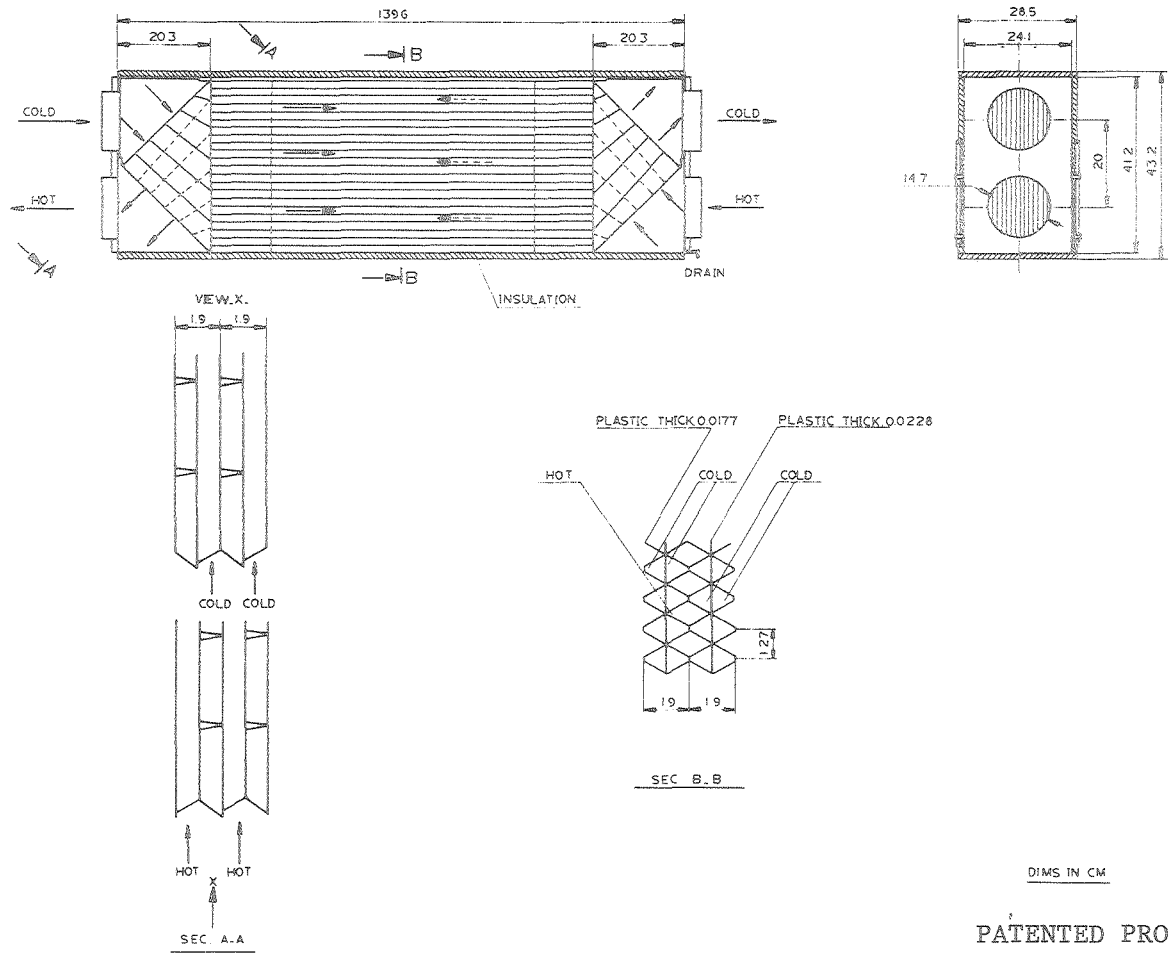 1396
28.5
20.3
A
B
20.3
24.1
COLD
COLD
HOT
HOT
14.7
20
41.2
43.2
A
B
DRAIN
INSULATION
VIEW.X.
1.9
1.9
PLASTIC THICK.0.0177
PLASTIC THICK.0.0228
HOT
COLD
COLD
COLD
COLD
1.27
1.9
1.9
SEC B_B
HOT
HOT
X
SEC. A-A
DIMS IN CM
PATENTED PRO